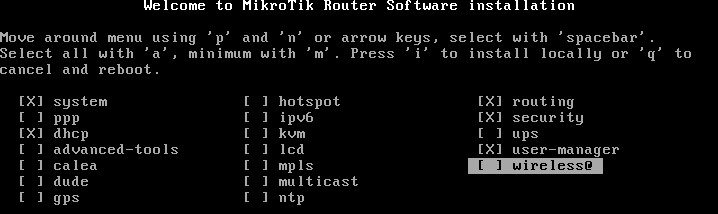 Welcome to MikroTik Router Software installation
Move around menu using 'p' and 'n' or arrow keys, select with 'spacebar'.
Select all with 'a', minimum with 'm'. Press 'i' to install locally or 'q' to
cancel and reboot.
[X] system [ ] hotspot [X] routing
[ ] ppp [ ] ipv6 [X] security
[X] dhcp [ ] kvm [ ] ups
[ ] advanced-tools [ ] lcd [X] user-manager
[ ] calea [ ] mpls [ ] wireless@
[ ] dude [ ] multicast
[ ] gps [ ] ntp